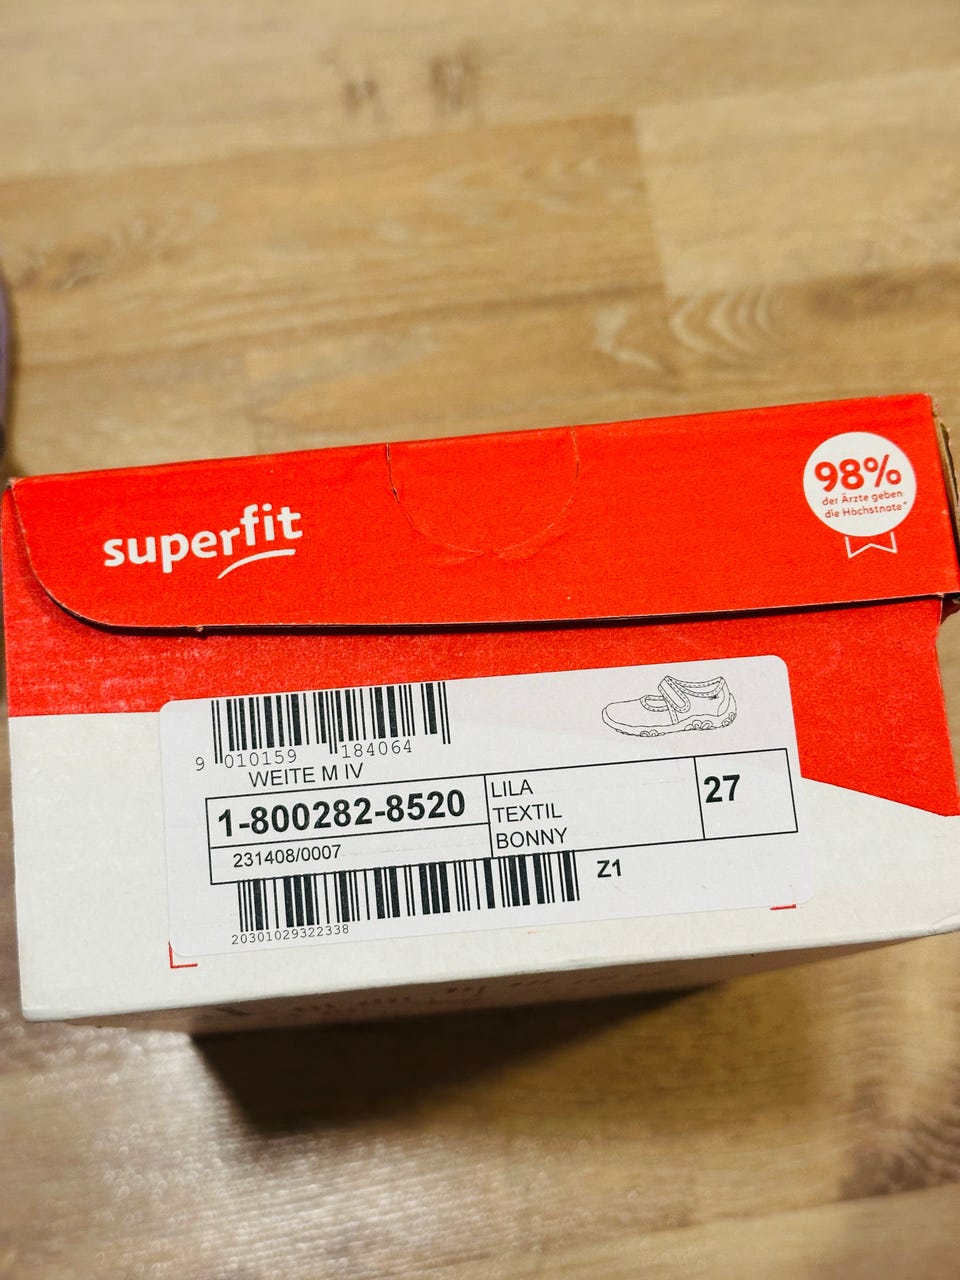 superfit
98%
der Ärzte geben
die Höchstnote*
9 010159 184064
WEITE M IV
1-800282-8520
231408/0007
LILA
TEXTIL
BONNY
27
Z1
20301029322338